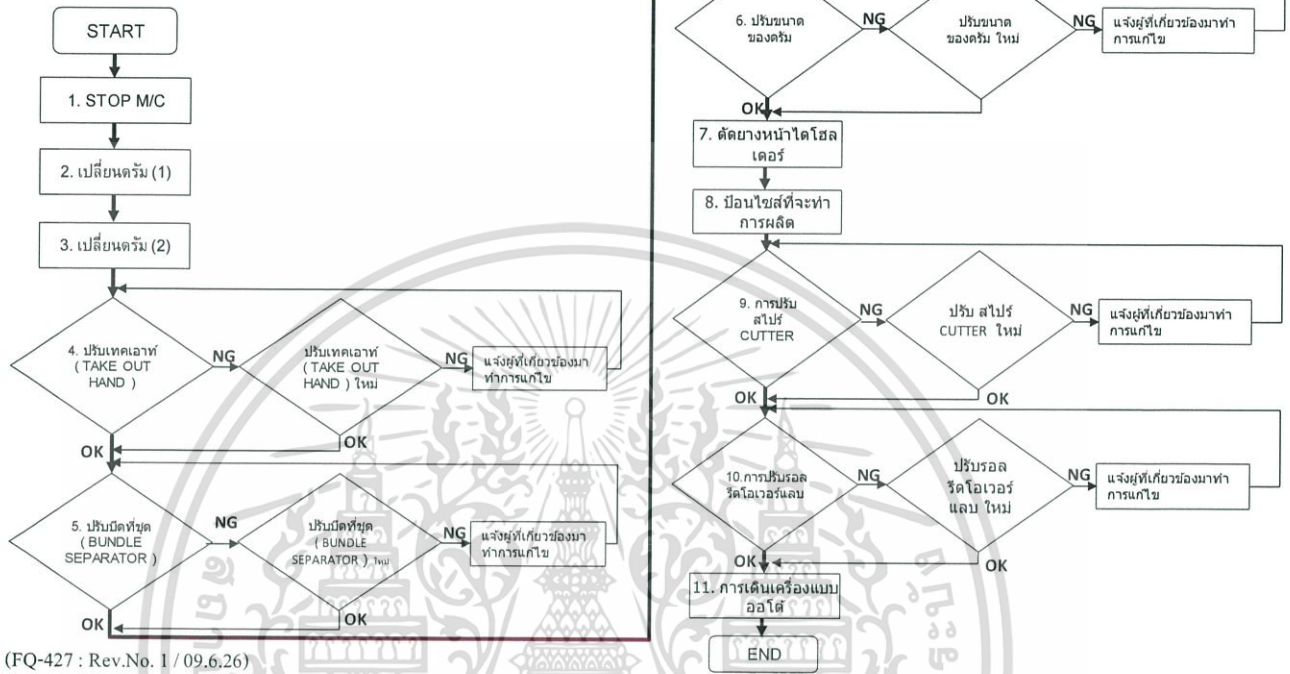 START
1. STOP M/C
2. เปลี่ยนดรัม (1)
3. เปลี่ยนดรัม (2)
4. ปรับเทคเอาท์
( TAKE OUT
HAND )
NG
ปรับเทคเอาท์
( TAKE OUT
HAND ) ใหม่
NG
แจ้งผู้ที่เกี่ยวข้องมา
ทำการแก้ไข
OK
OK
5. ปรับบีดที่ชุด
( BUNDLE
SEPARATOR )
NG
ปรับบีดที่ชุด
( BUNDLE
SEPARATOR ) ใหม่
NG
แจ้งผู้ที่เกี่ยวข้องมา
ทำการแก้ไข
OK
OK
(FQ-427 : Rev.No. 1 / 09.6.26)
6. ปรับขนาด
ของดรัม
NG
ปรับขนาด
ของดรัม ใหม่
NG
แจ้งผู้ที่เกี่ยวข้องมาทำ
การแก้ไข
OK
7. ตัดยางหน้าไดโฮล
เดอร์
8. ป้อนไซส์ที่จะทำ
การผลิต
9. การปรับ
สไปร์
CUTTER
NG
ปรับ สไปร์
CUTTER ใหม่
NG
แจ้งผู้ที่เกี่ยวข้องมาทำ
การแก้ไข
OK
OK
10.การปรับรอล
รีดโอเวอร์แลบ
NG
ปรับรอล
รีดโอเวอร์
แลบ ใหม่
NG
แจ้งผู้ที่เกี่ยวข้องมาทำ
การแก้ไข
OK
OK
11. การเดินเครื่องแบบ
ออโต้
END